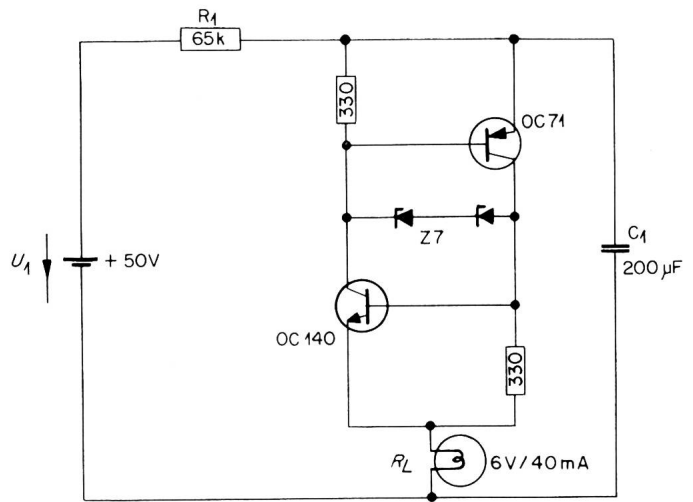 R1
65k
330
OC71
Z7
U1
+ 50V
C1
200 µF
OC 140
330
RL
6V/40mA